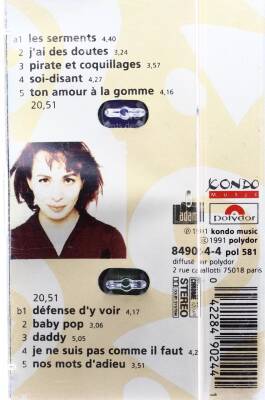 a1 les serments 4,40
2 j'ai des doutes 3,24
3 pirate et coquillages 3,57
4 soi-disant 4,27
5 ton amour à la gomme 4,16
20,51
KONDO
Music
adami
polydor
℗ 1991 kondo music
© 1991 polydor
849024-4 pol 581
diffusé par polydor
2 rue cavallotti 75018 paris
20,51
b1 défense d'y voir 4,17
2 baby pop 3,06
3 daddy 5,05
4 je ne suis pas comme il faut 4,2
5 nos mots d'adieu 3,51
STEREO
0 42284 90244 1